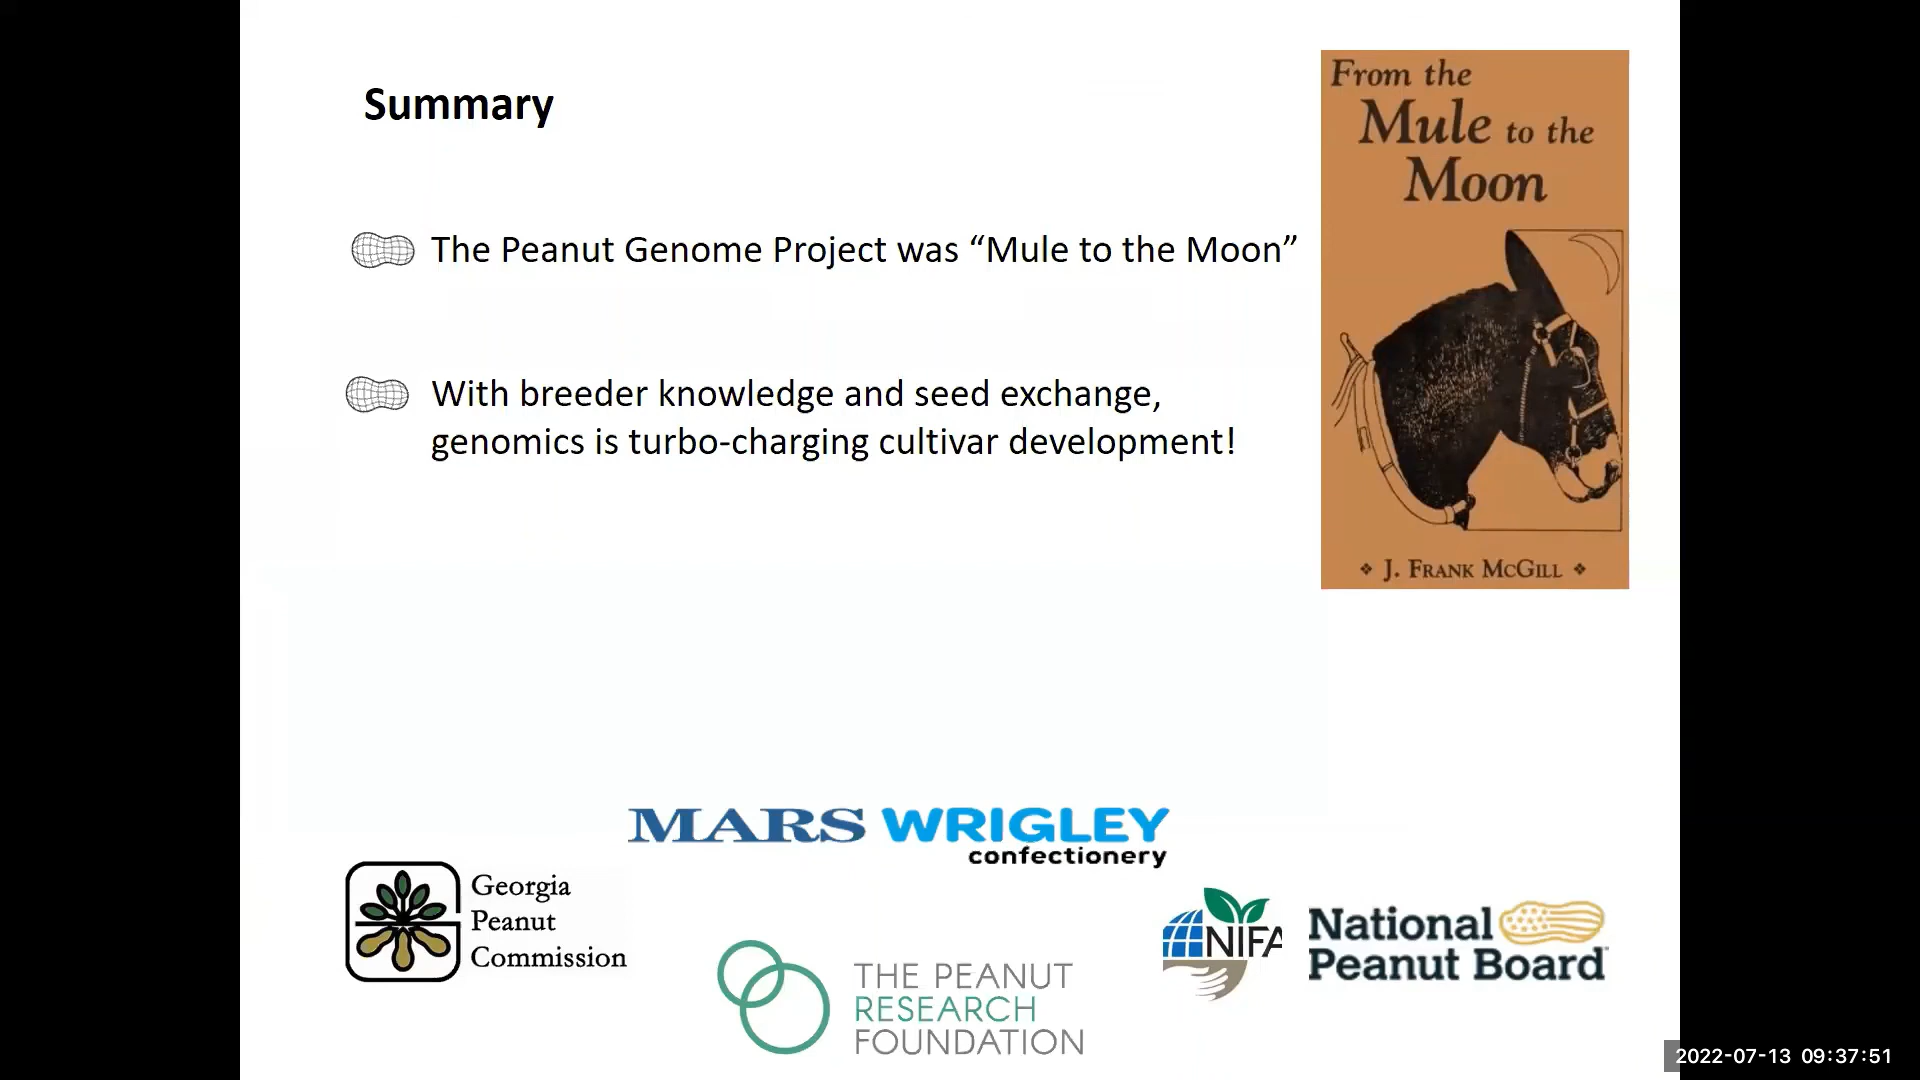 Summary
The Peanut Genome Project was “Mule to the Moon”
With breeder knowledge and seed exchange,
genomics is turbo-charging cultivar development!
From the
Mule to the
Moon
❖ J. Frank McGill ❖
MARS WRIGLEY
confectionery
Georgia
Peanut
Commission
THE PEANUT
RESEARCH
FOUNDATION
NIFA
National
Peanut Board
2022-07-13 09:37:51